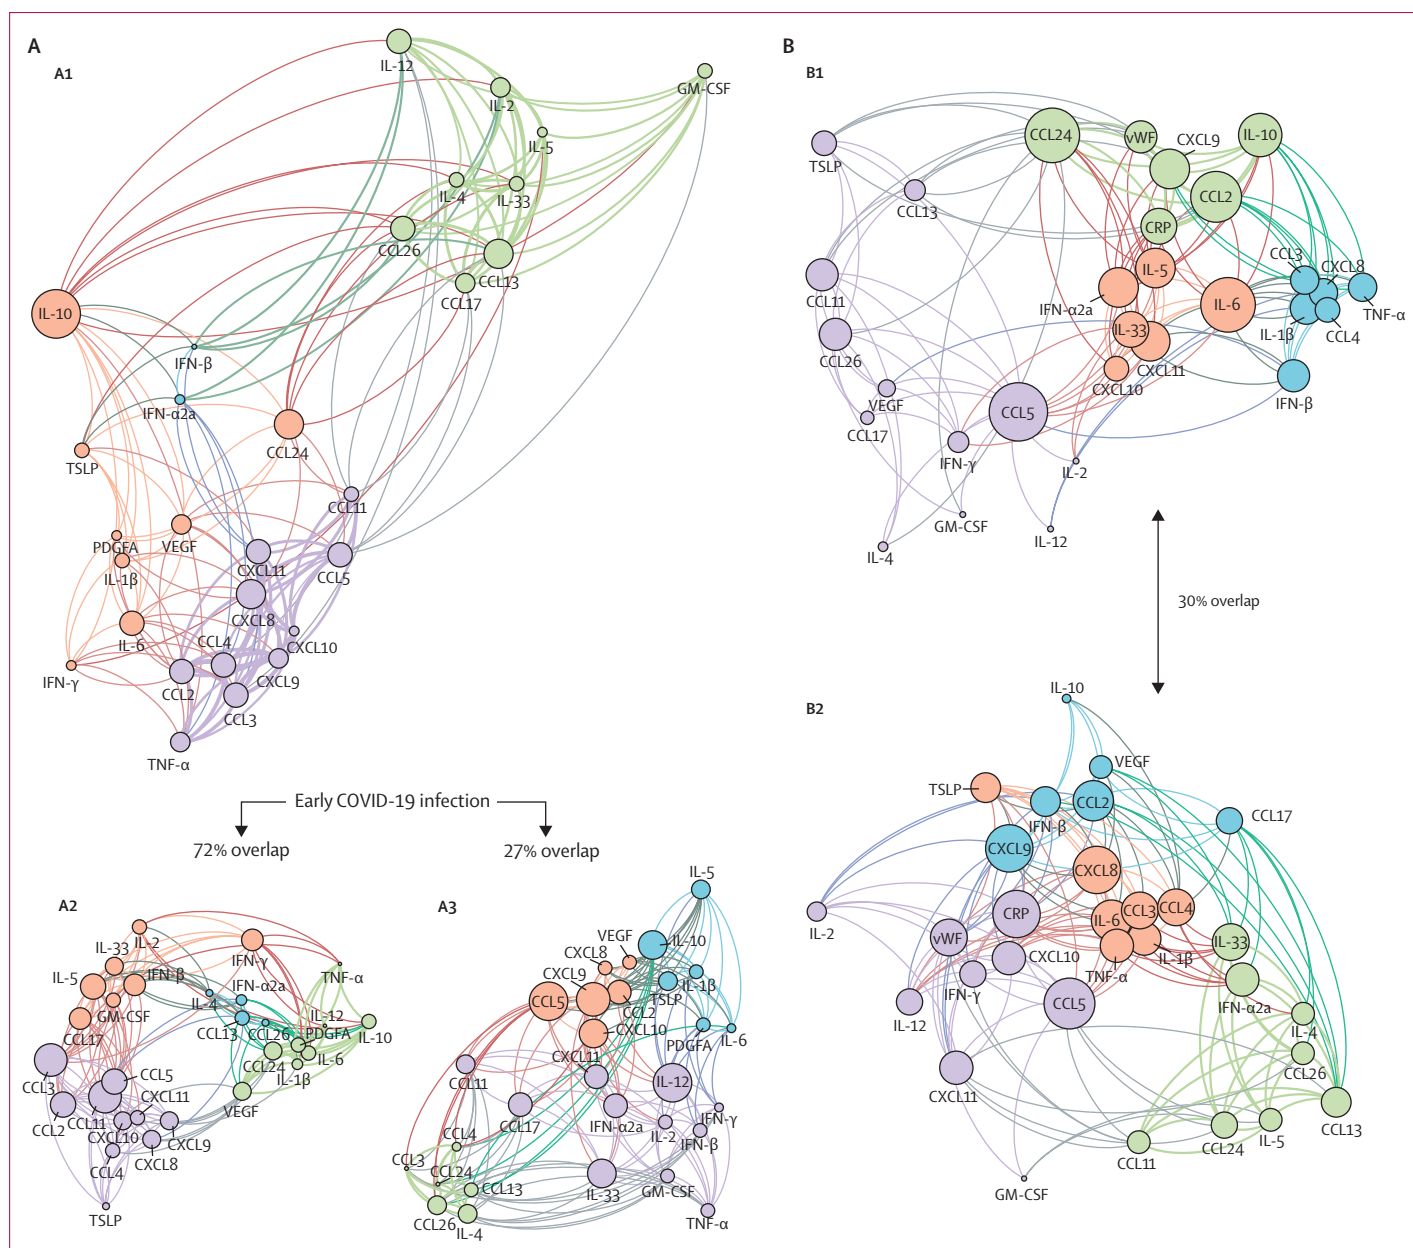 A
A1
IL-12
GM-CSF
IL-2
IL-5
IL-4
IL-33
CCL26
CCL13
CCL17
IL-10
IFN-β
IFN-α2a
CCL24
TSLP
CCL11
PDGFA
VEGF
CXCL11
CCL5
IL-1β
CXCL8
IL-6
CCL4
CXCL10
IFN-γ
CCL2
CXCL9
CCL3
TNF-α
Early COVID-19 infection
72% overlap
27% overlap
A2
IL-33
IL-2
IFN-γ
IL-5
IFN-β
TNF-α
IFN-α2a
IL-4
GM-CSF
IL-12
CCL17
CCL13
CCL26
PDGFA
IL-10
CCL3
CCL5
CCL24
IL-6
IL-1β
CXCL11
VEGF
CCL2
CCL11
CXCL10
CXCL9
CCL4
CXCL8
TSLP
A3
IL-5
VEGF
IL-10
CXCL8
CXCL9
IL-1β
TSLP
CCL5
CCL2
CXCL10
PDGFA
IL-6
CXCL11
CCL11
IL-12
CCL17
IFN-α2a
IL-2
IFN-γ
IFN-β
CCL4
CCL3
CCL24
CCL13
IL-33
GM-CSF
CCL26
IL-4
TNF-α
B
B1
TSLP
CCL24
vWF
CXCL9
IL-10
CCL13
CCL2
CRP
CCL11
IL-5
CCL3
CXCL8
IFN-α2a
IL-6
TNF-α
CCL26
IL-33
IL-1β
CCL4
CXCL11
CXCL10
VEGF
IFN-β
CCL17
CCL5
IFN-γ
IL-2
GM-CSF
IL-12
IL-4
30% overlap
B2
IL-10
VEGF
TSLP
CCL2
IFN-β
CCL17
CXCL9
CXCL8
IL-2
CRP
IL-6
CCL3
CCL4
vWF
IL-33
CXCL10
IL-1β
TNF-α
IFN-γ
IFN-α2a
IL-12
CCL5
IL-4
CCL26
CXCL11
CCL13
CCL11
CCL24
IL-5
GM-CSF